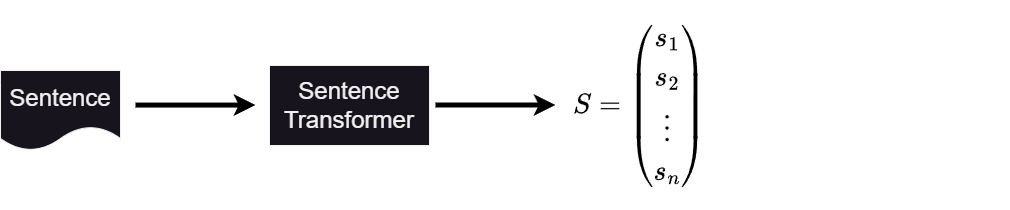 Sentence
Sentence
Transformer
S =
s1
s2
⋮
sn